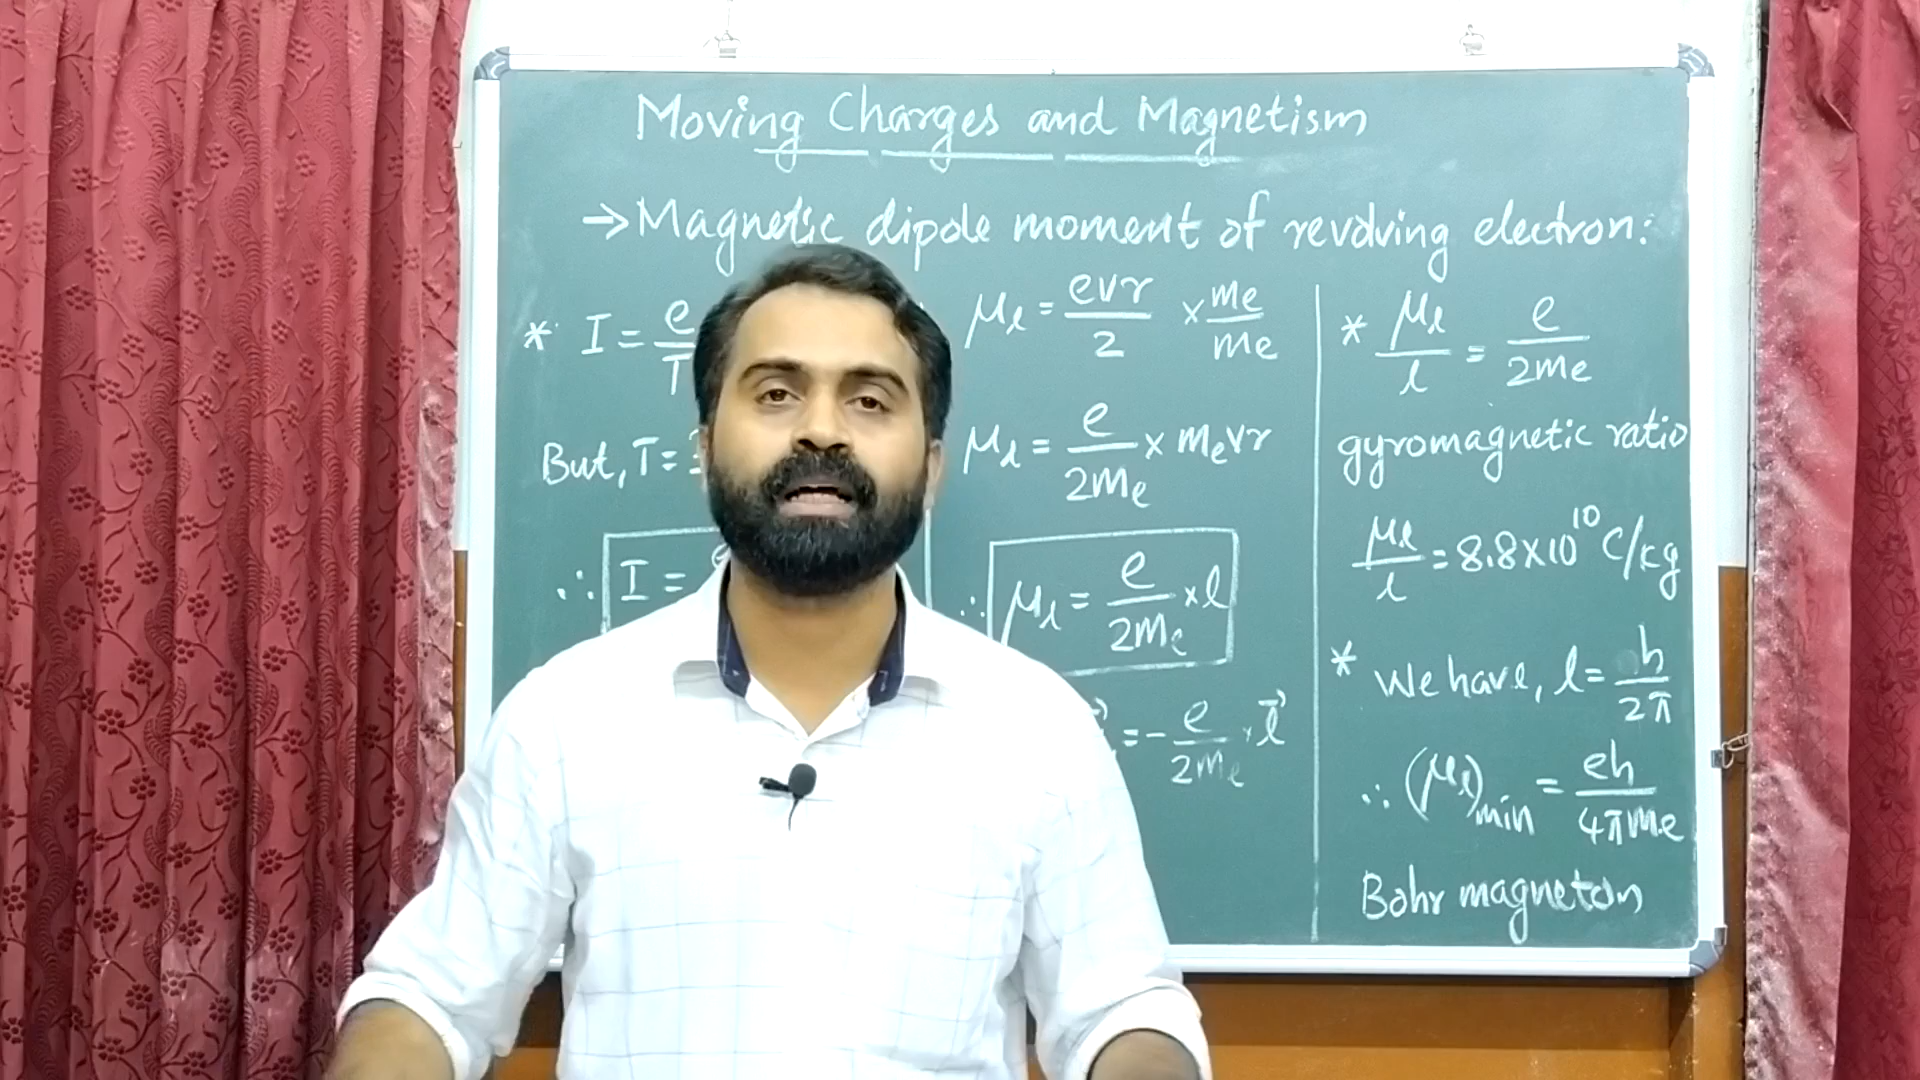 Moving Charges and Magnetism
→ Magnetic dipole moment of revolving electron:
* I = e/T
But, T =
∴ I =
μₗ = evr/2 × me/me
μₗ = e/2me × mevr
∴ μₗ = e/2me × l
= - e/2me · l⃗
* μₗ/l = e/2me
gyromagnetic ratio
μₗ/l = 8.8×10¹⁰ C/kg
* We have, l = h/2π
∴ (μₗ)min = eh/4πme
Bohr magneton